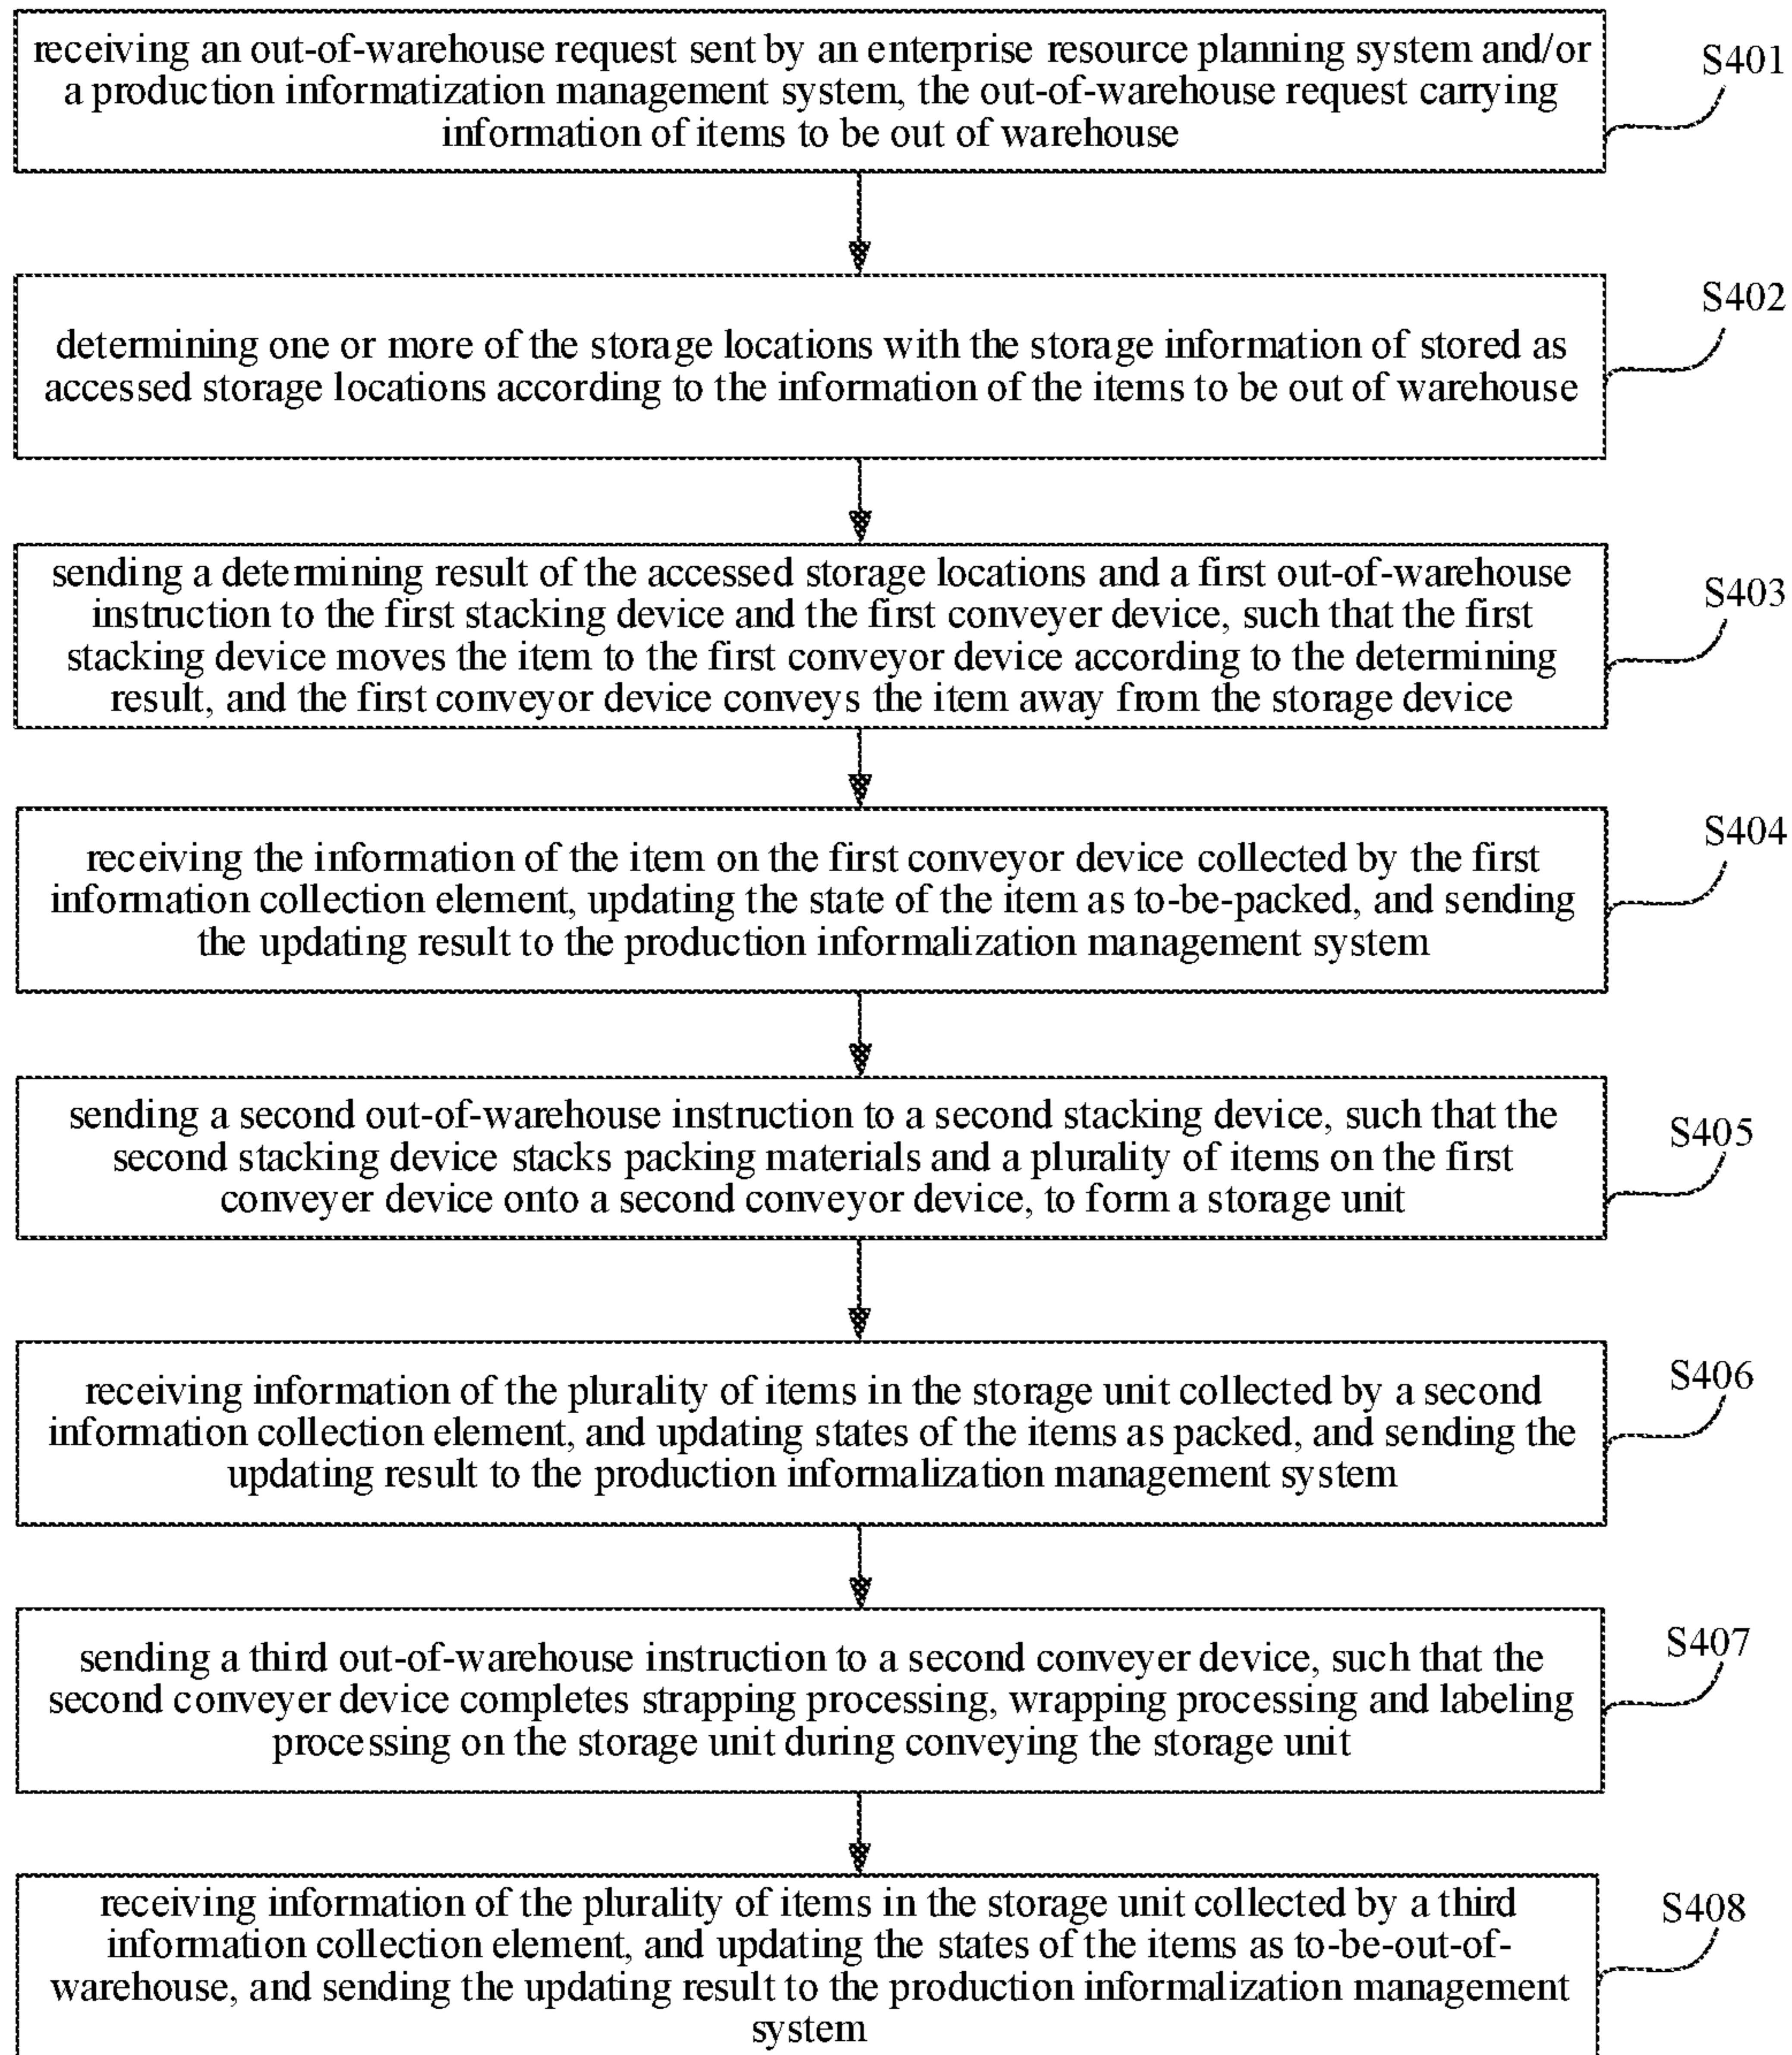 receiving an out-of-warehouse request sent by an enterprise resource planning system and/or
a production informatization management system, the out-of-warehouse request carrying
information of items to be out of warehouse
S401
determining one or more of the storage locations with the storage information of stored as
accessed storage locations according to the information of the items to be out of warehouse
S402
sending a determining result of the accessed storage locations and a first out-of-warehouse
instruction to the first stacking device and the first conveyer device, such that the first
stacking device moves the item to the first conveyor device according to the determining
result, and the first conveyor device conveys the item away from the storage device
S403
receiving the information of the item on the first conveyor device collected by the first
information collection element, updating the state of the item as to-be-packed, and sending
the updating result to the production informalization management system
S404
sending a second out-of-warehouse instruction to a second stacking device, such that the
second stacking device stacks packing materials and a plurality of items on the first
conveyer device onto a second conveyor device, to form a storage unit
S405
receiving information of the plurality of items in the storage unit collected by a second
information collection element, and updating states of the items as packed, and sending the
updating result to the production informalization management system
S406
sending a third out-of-warehouse instruction to a second conveyer device, such that the
second conveyer device completes strapping processing, wrapping processing and labeling
processing on the storage unit during conveying the storage unit
S407
receiving information of the plurality of items in the storage unit collected by a third
information collection element, and updating the states of the items as to-be-out-of-
warehouse, and sending the updating result to the production informalization management
system
S408